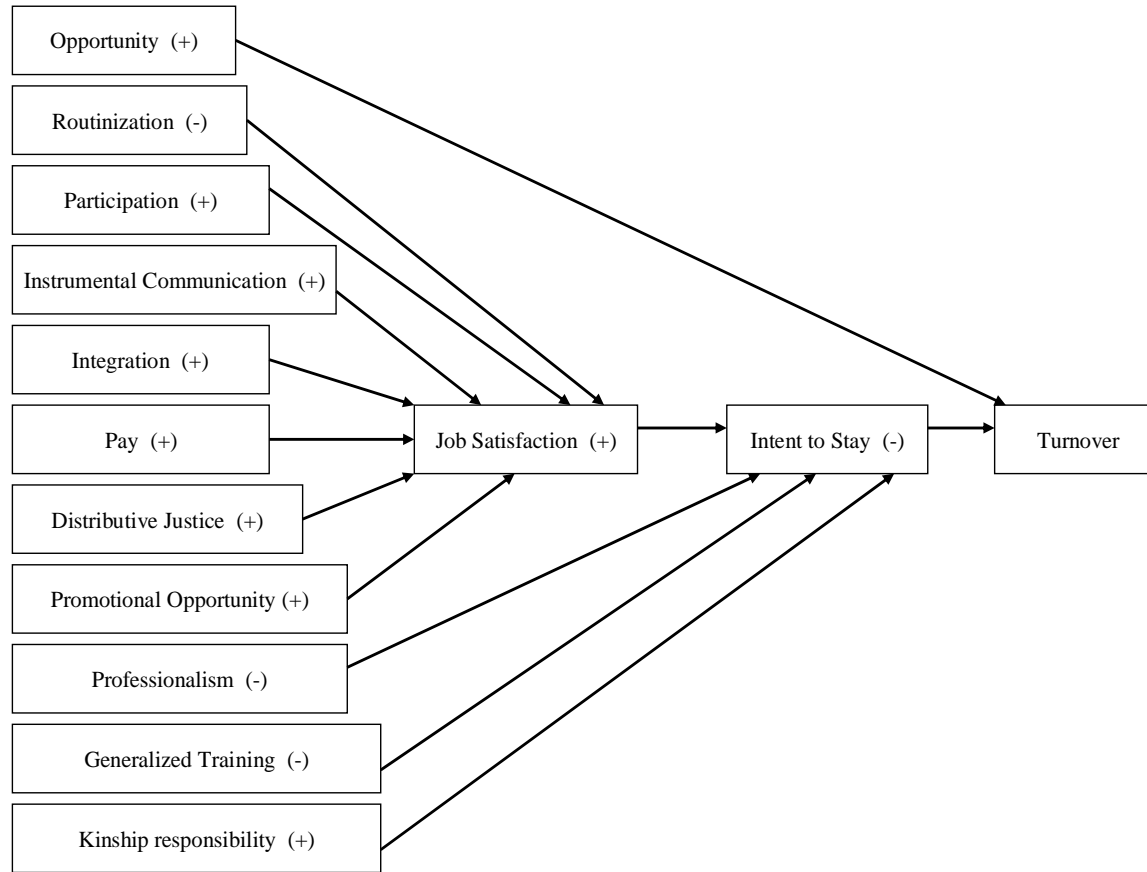 Opportunity (+)
Routinization (-)
Participation (+)
Instrumental Communication (+)
Integration (+)
Pay (+)
Distributive Justice (+)
Promotional Opportunity (+)
Professionalism (-)
Generalized Training (-)
Kinship responsibility (+)
Job Satisfaction (+)
Intent to Stay (-)
Turnover